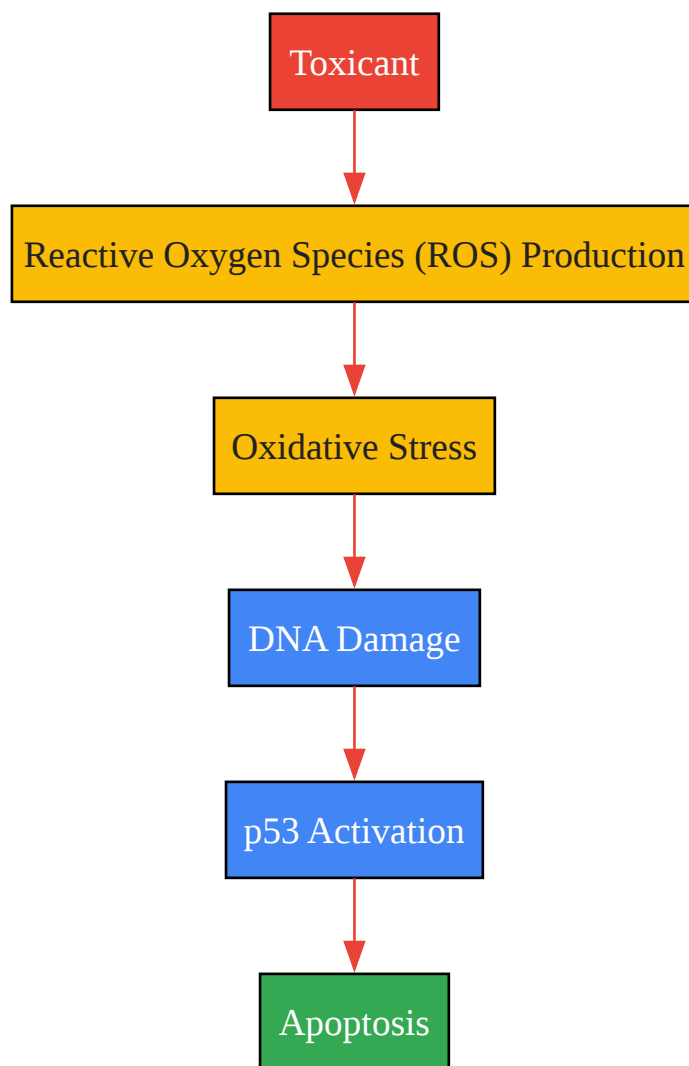 Toxicant
Reactive Oxygen Species (ROS) Production
Oxidative Stress
DNA Damage
p53 Activation
Apoptosis